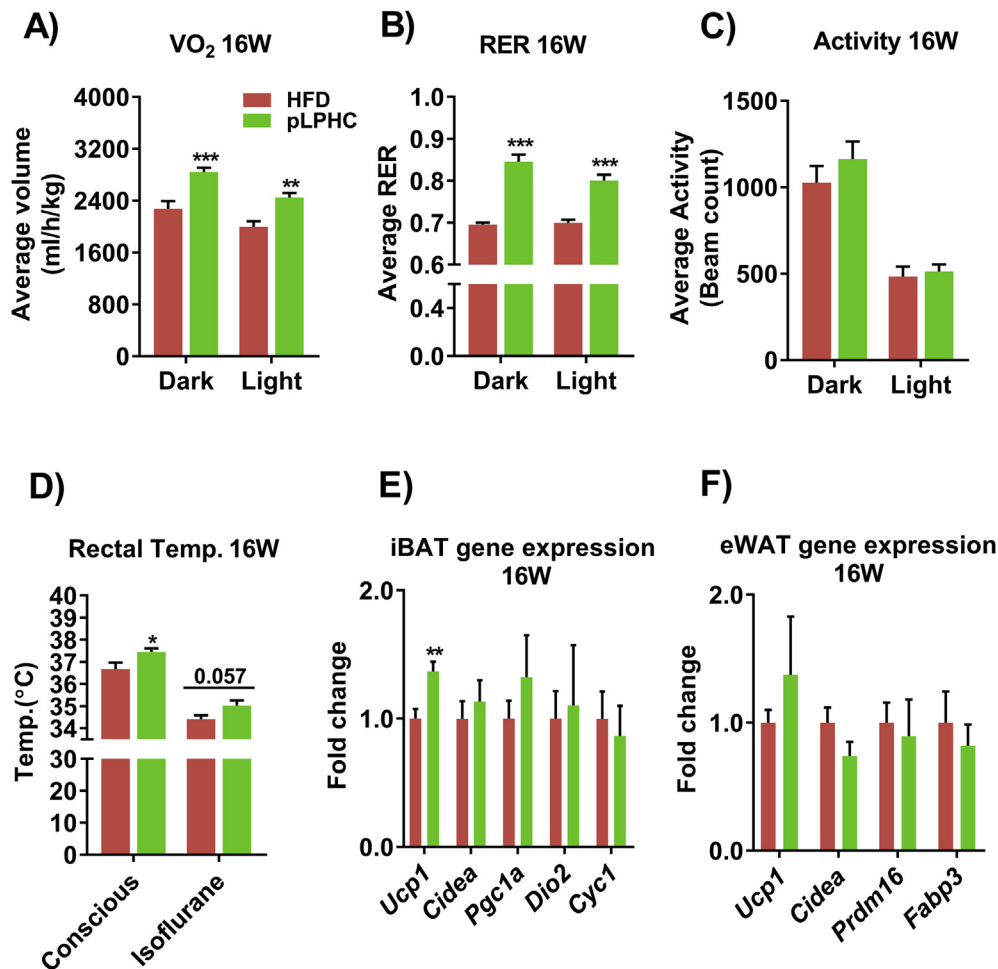 A)
VO2 16W
Average volume
(ml/h/kg)
4000
3200
2400
1600
800
0
HFD
pLPHC
***
**
Dark
Light
B)
RER 16W
Average RER
1.0
0.9
0.8
0.7
0.6
0.4
0.2
0.0
***
***
Dark
Light
C)
Activity 16W
Average Activity
(Beam count)
1500
1000
500
0
Dark
Light
D)
Rectal Temp. 16W
Temp.(°C)
40
39
38
37
36
35
34
30
20
10
0
*
0.057
Conscious
Isoflurane
E)
iBAT gene expression
16W
Fold change
2.0
1.0
0.0
**
Ucp1
Cidea
Pgc1a
Dio2
Cyc1
F)
eWAT gene expression
16W
Fold change
2.0
1.0
0.0
Ucp1
Cidea
Prdm16
Fabp3